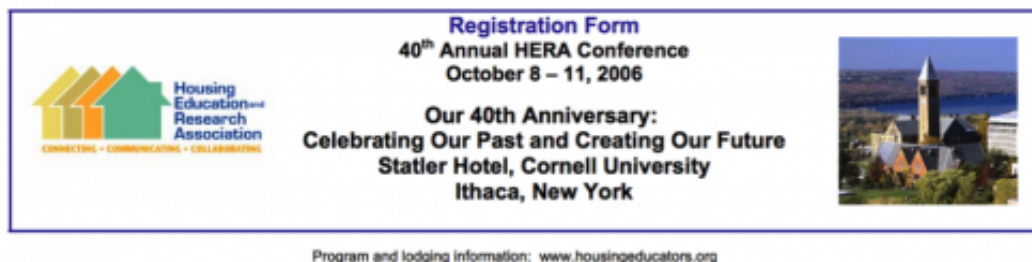 Registration Form
40th Annual HERA Conference
October 8 – 11, 2006
Housing
Education and
Research
Association
CONNECTING • COMMUNICATING • COLLABORATING
Our 40th Anniversary:
Celebrating Our Past and Creating Our Future
Statler Hotel, Cornell University
Ithaca, New York
Program and lodging information: www.housingeducators.org